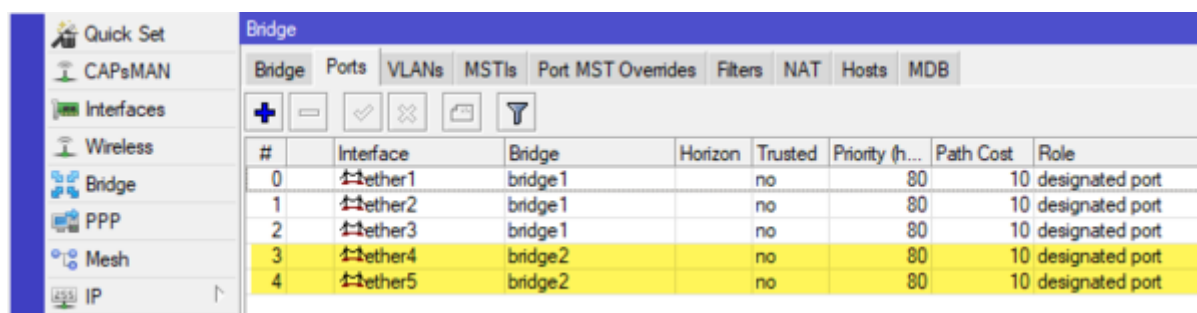 Quick Set
CAPsMAN
Interfaces
Wireless
Bridge
PPP
Mesh
IP
Bridge
Bridge Ports VLANs MSTIs Port MST Overrides Filters NAT Hosts MDB
# Interface Bridge Horizon Trusted Priority (h... Path Cost Role
0 ether1 bridge1 no 80 10 designated port
1 ether2 bridge1 no 80 10 designated port
2 ether3 bridge1 no 80 10 designated port
3 ether4 bridge2 no 80 10 designated port
4 ether5 bridge2 no 80 10 designated port